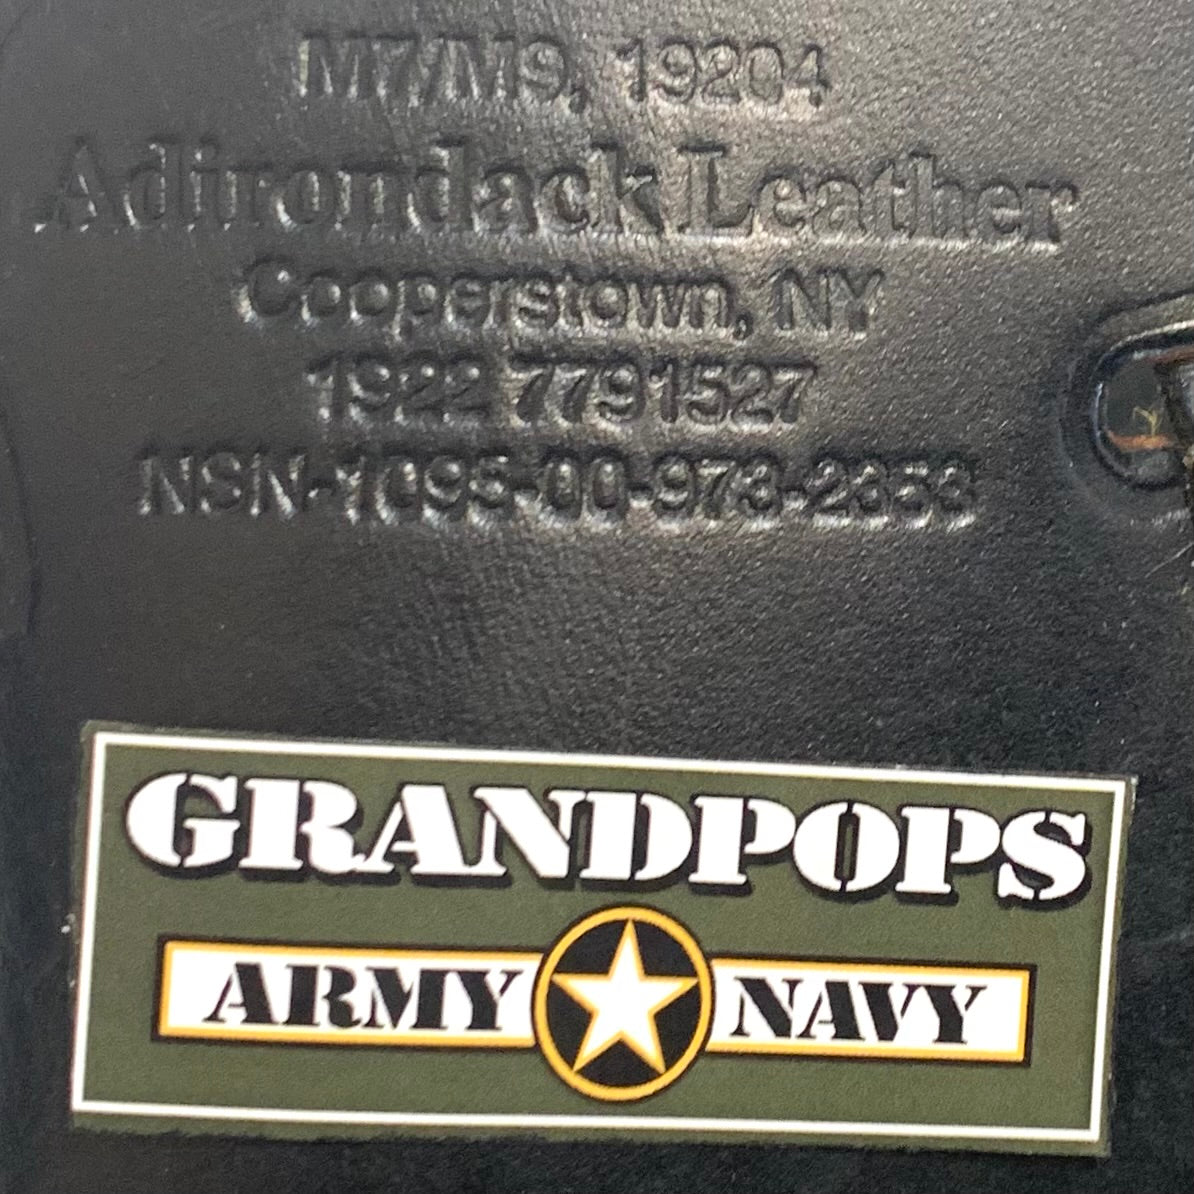 M7/M9, 19204
Adirondack Leather
Cooperstown, NY
1922 7791527
NSN-1095-00-973-2353
GRANDPOPS
ARMY NAVY